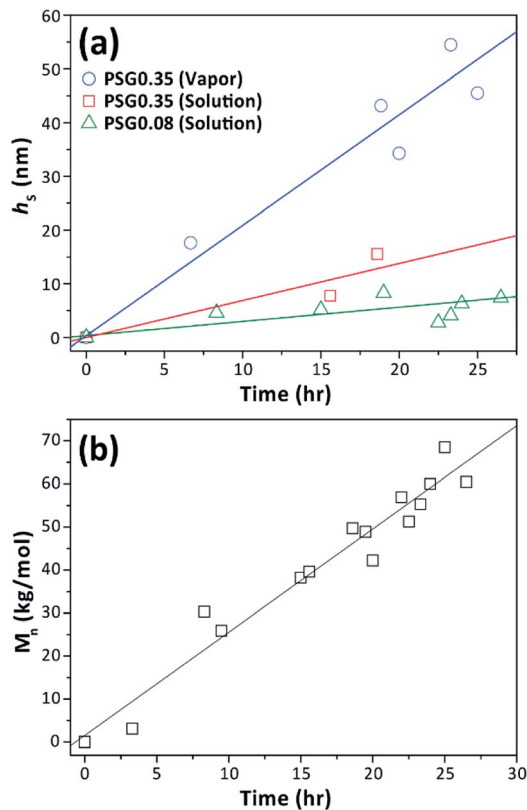 60
(a)
50
PSG0.35 (Vapor)
PSG0.35 (Solution)
40
PSG0.08 (Solution)
hs (nm)
30
20
10
0
0 5 10 15 20 25
Time (hr)
(b)
70
60
50
40
Mn (kg/mol)
30
20
10
0
0 5 10 15 20 25 30
Time (hr)